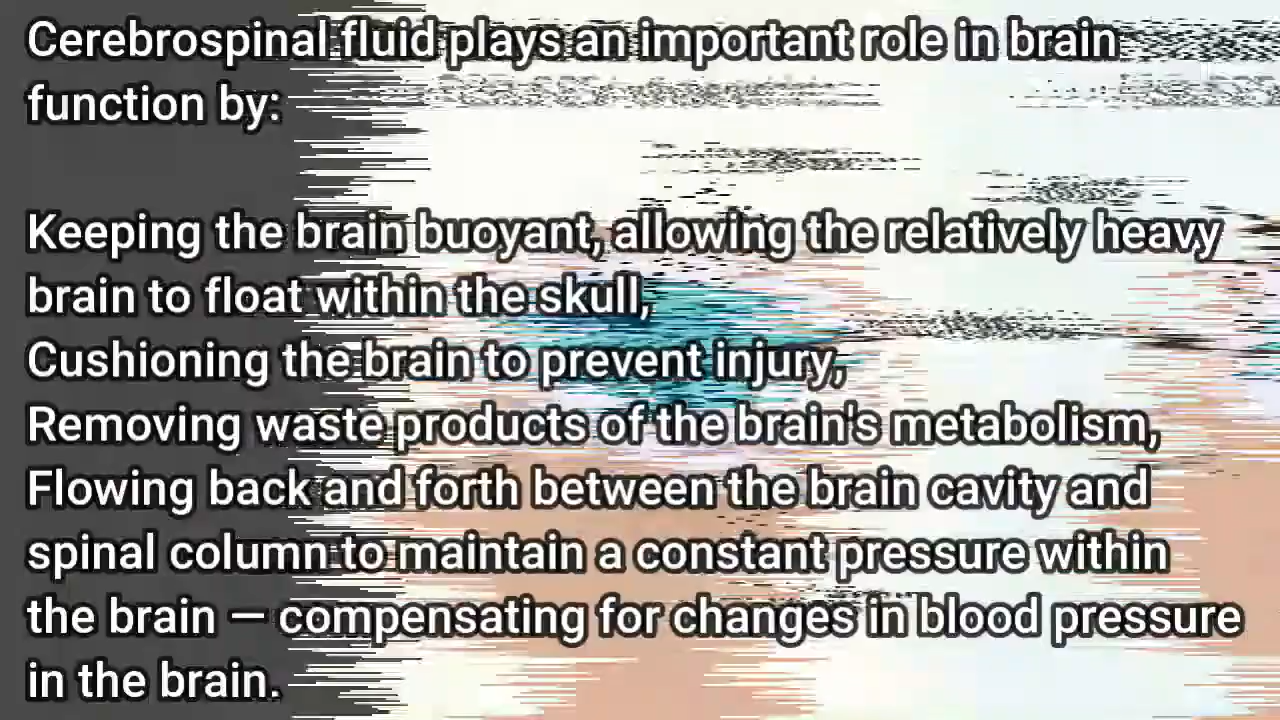 Cerebrospinal fluid plays an important role in brain
function by:
Keeping the brain buoyant, allowing the relatively heavy
brain to float within the skull,
Cushioning the brain to prevent injury,
Removing waste products of the brain's metabolism,
Flowing back and forth between the brain cavity and
spinal column to maintain a constant pressure within
the brain — compensating for changes in blood pressure
in the brain.